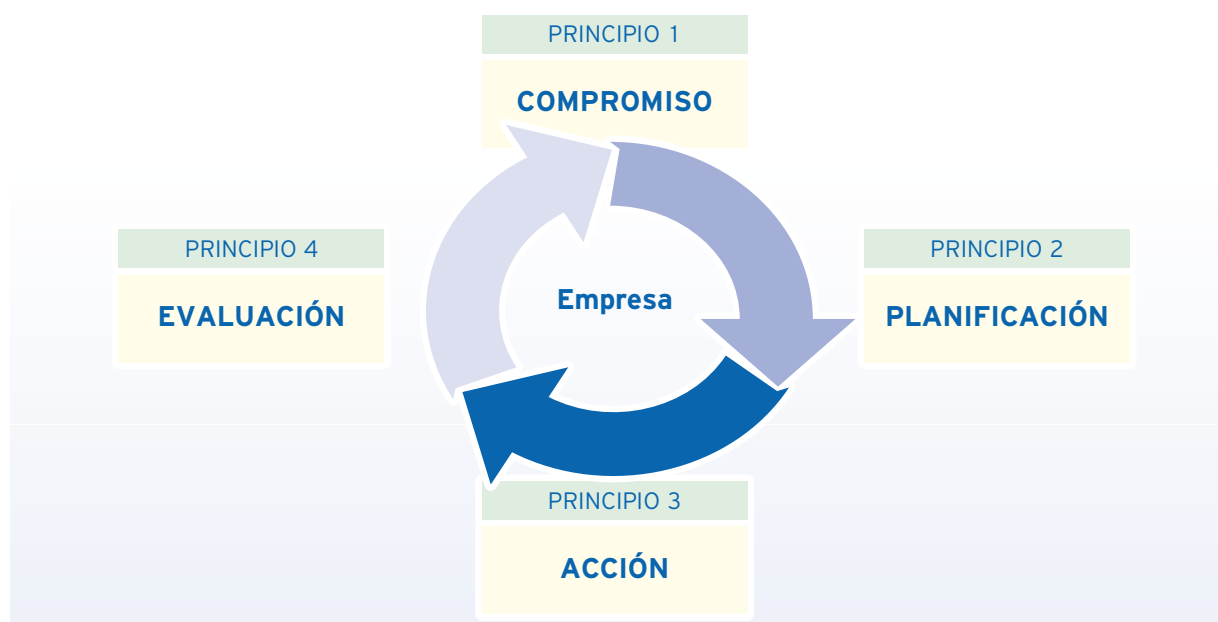 PRINCIPIO 1
COMPROMISO
PRINCIPIO 4
EVALUACIÓN
Empresa
PRINCIPIO 2
PLANIFICACIÓN
PRINCIPIO 3
ACCIÓN